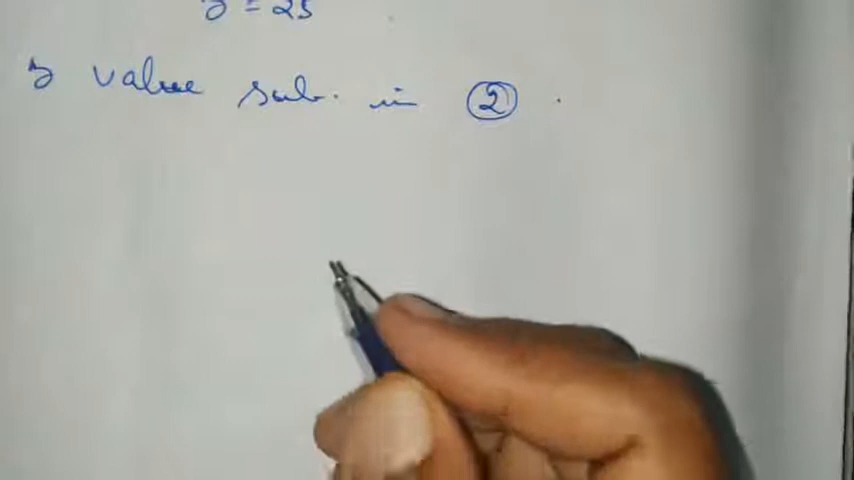 y = 25
y value sub. in ②.